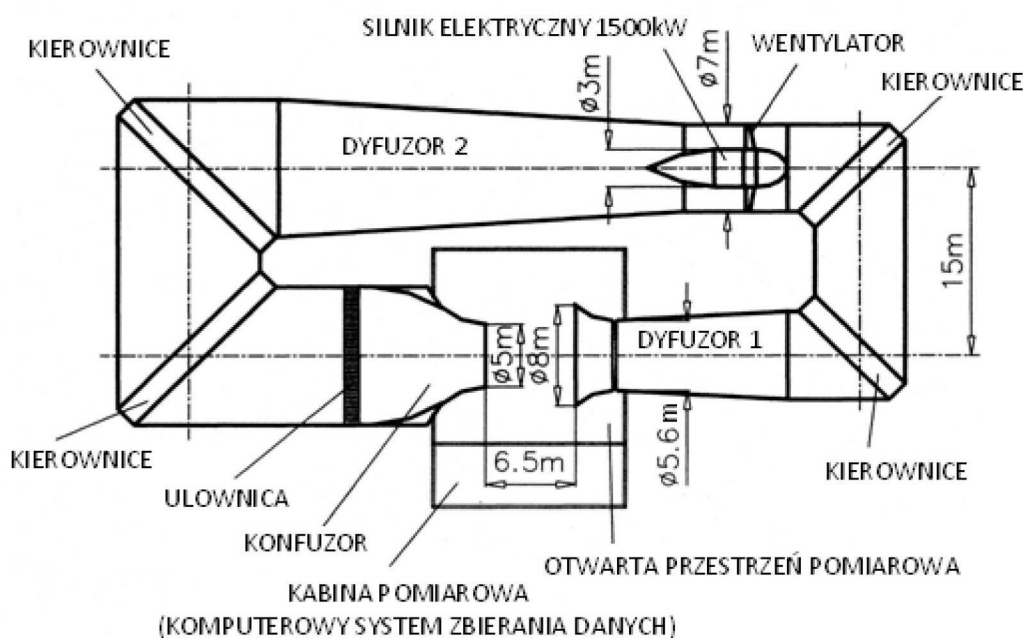 SILNIK ELEKTRYCZNY 1500kW
KIEROWNICE
WENTYLATOR
KIEROWNICE
ø3m
ø7m
DYFUZOR 2
15m
ø5m
ø8m
DYFUZOR 1
ø5.6m
6.5m
KIEROWNICE
KIEROWNICE
ULOWNICA
KONFUZOR
OTWARTA PRZESTRZEŃ POMIAROWA
KABINA POMIAROWA
(KOMPUTEROWY SYSTEM ZBIERANIA DANYCH)